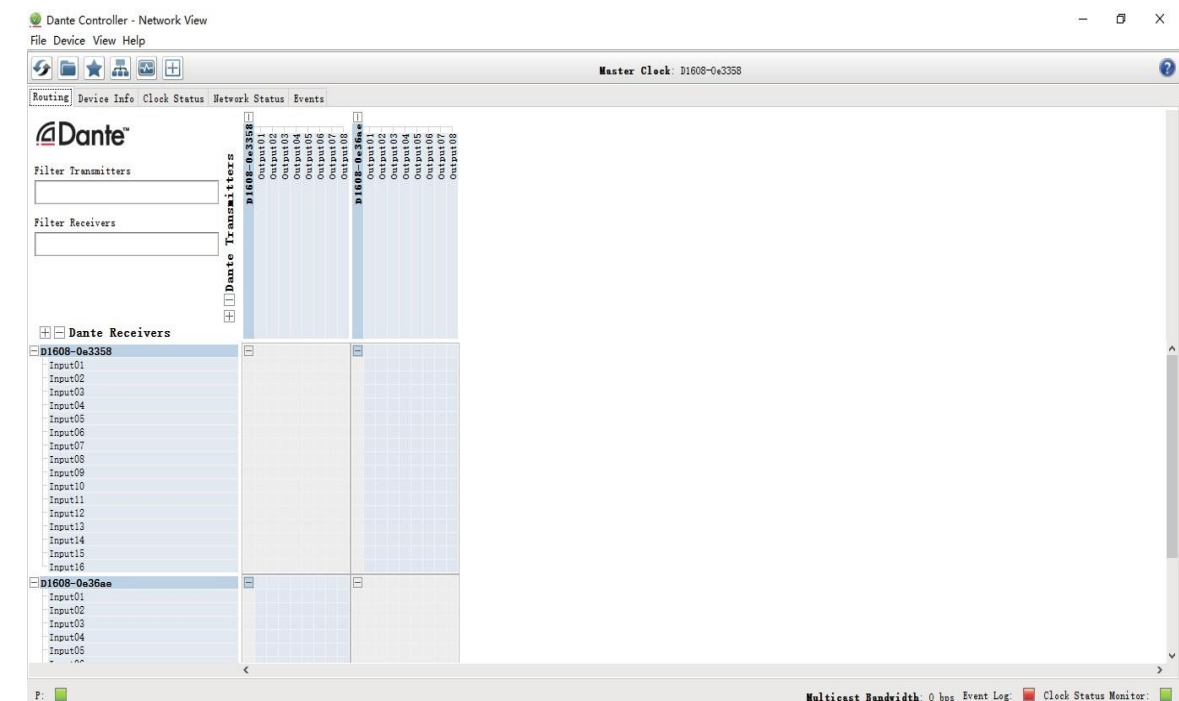 Dante Controller - Network View
File Device View Help
Master Clock: D1608-0e3358
?
Routing Device Info Clock Status Network Status Events
Dante™
Filter Transmitters
Filter Receivers
Dante Transmitters
D1608-0e3358
Output01
Output02
Output03
Output04
Output05
Output06
Output07
Output08
D1608-0e36ae
Output01
Output02
Output03
Output04
Output05
Output06
Output07
Output08
Dante Receivers
D1608-0e3358
Input01
Input02
Input03
Input04
Input05
Input06
Input07
Input08
Input09
Input10
Input11
Input12
Input13
Input14
Input15
Input16
D1608-0e36ae
Input01
Input02
Input03
Input04
Input05
P:
Multicast Bandwidth: 0 bps Event Log: Clock Status Monitor: